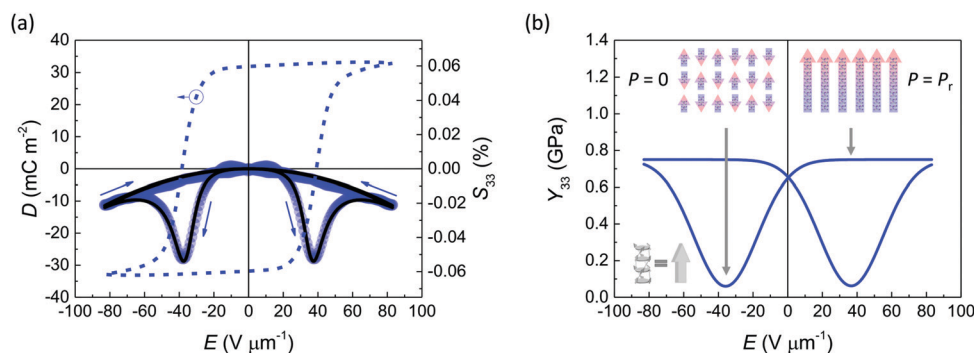 (a)
40
30
20
10
0
-10
-20
-30
-40
D (mC m⁻²)
0.06
0.04
0.02
0.00
-0.02
-0.04
-0.06
S₃₃ (%)
-100 -80 -60 -40 -20 0 20 40 60 80 100
E (V μm⁻¹)
(b)
1.4
1.2
1.0
0.8
0.6
0.4
0.2
0.0
Y₃₃ (GPa)
P = 0
P = Pᵣ
=
-100 -80 -60 -40 -20 0 20 40 60 80 100
E (V μm⁻¹)